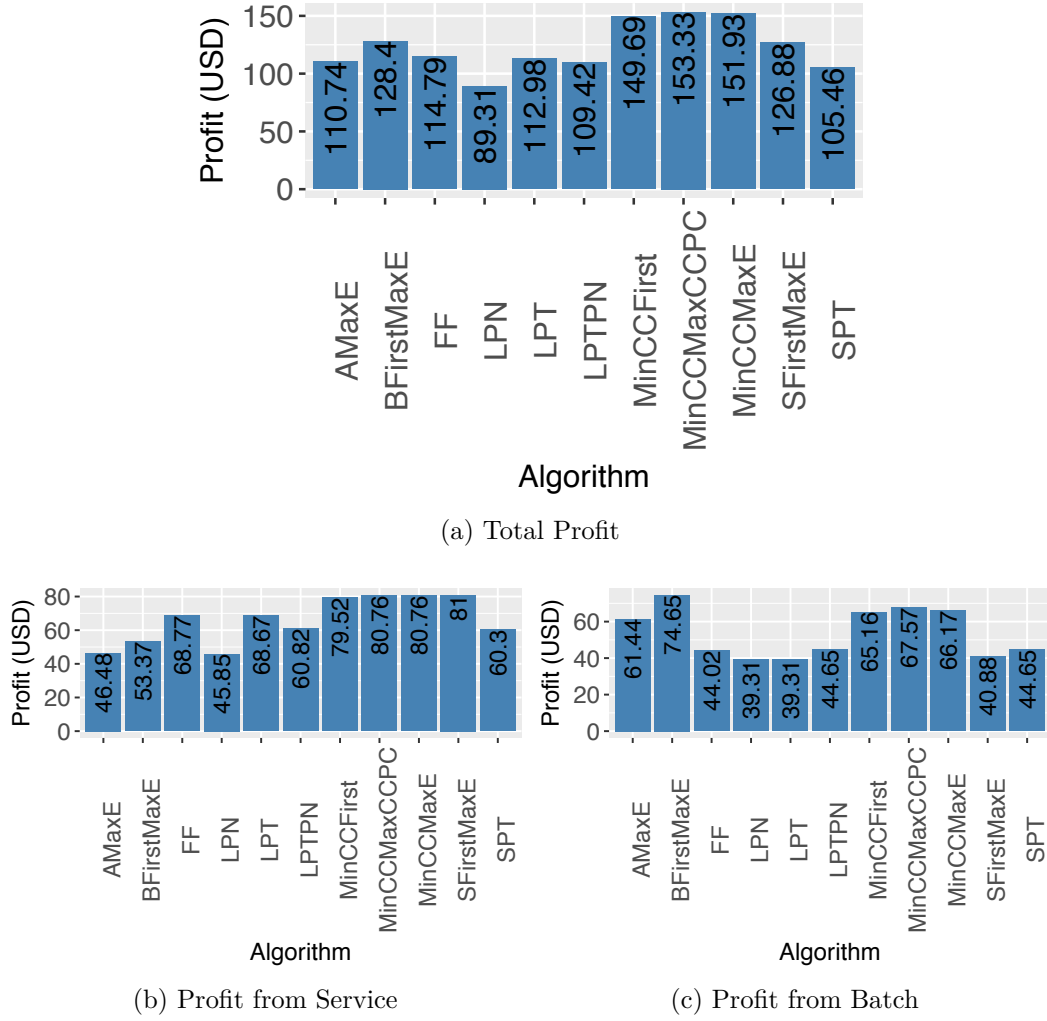 Profit (USD)
150
100
50
0
110.74
128.4
114.79
89.31
112.98
109.42
149.69
153.33
151.93
126.88
105.46
AMaxE
BFirstMaxE
FF
LPN
LPT
LPTPN
MinCCFirst
MinCCMaxCCPC
MinCCMaxE
SFirstMaxE
SPT
Algorithm
(a) Total Profit
Profit (USD)
80
60
40
20
0
46.48
53.37
68.77
45.85
68.67
60.82
79.52
80.76
80.76
81
60.3
AMaxE
BFirstMaxE
FF
LPN
LPT
LPTPN
MinCCFirst
MinCCMaxCCPC
MinCCMaxE
SFirstMaxE
SPT
Algorithm
(b) Profit from Service
Profit (USD)
60
40
20
0
61.44
74.65
44.02
39.31
39.31
44.65
65.16
67.57
66.17
40.88
44.65
AMaxE
BFirstMaxE
FF
LPN
LPT
LPTPN
MinCCFirst
MinCCMaxCCPC
MinCCMaxE
SFirstMaxE
SPT
Algorithm
(c) Profit from Batch